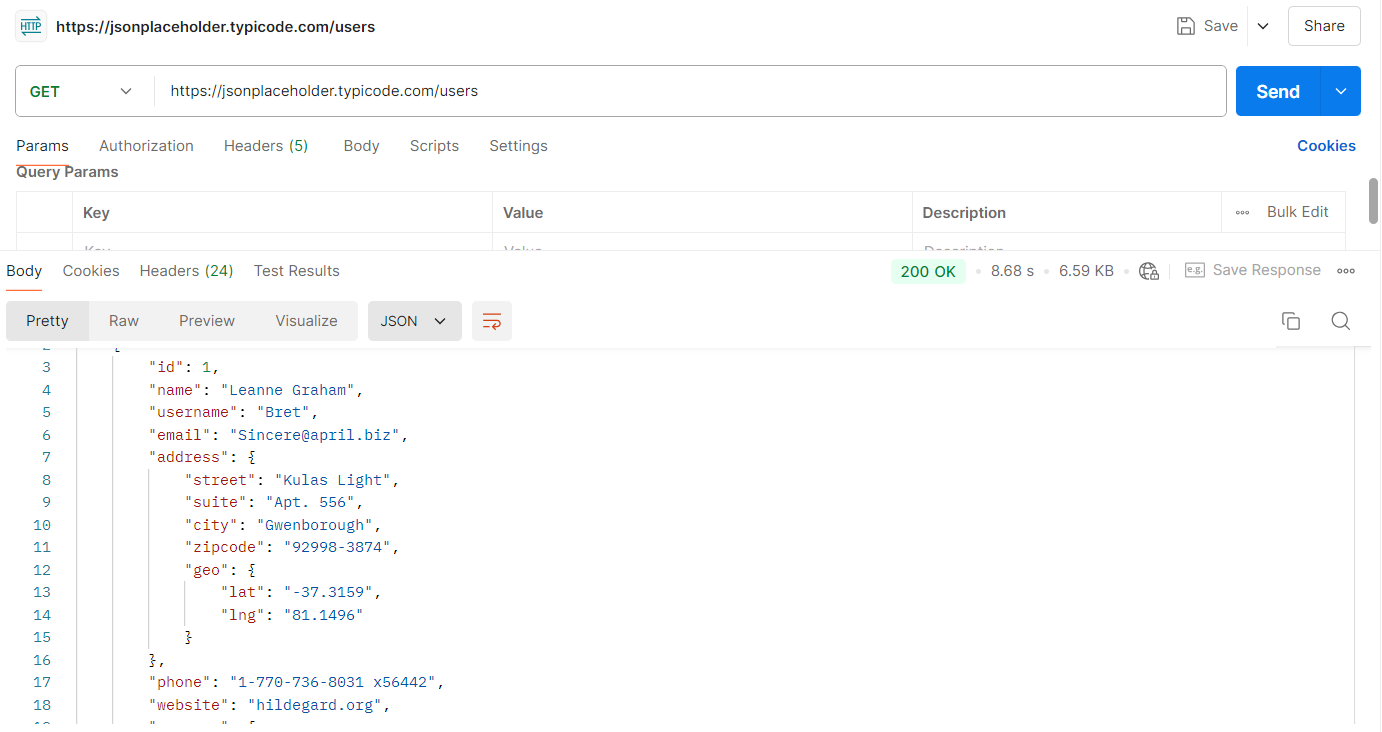 HTTP https://jsonplaceholder.typicode.com/users Save Share
GET https://jsonplaceholder.typicode.com/users Send
Params Authorization Headers (5) Body Scripts Settings Cookies
Query Params
Key Value Description Bulk Edit
Key Value Description
Body Cookies Headers (24) Test Results 200 OK 8.68 s 6.59 KB e.g. Save Response
Pretty Raw Preview Visualize JSON
2 {
3 "id": 1,
4 "name": "Leanne Graham",
5 "username": "Bret",
6 "email": "Sincere@april.biz",
7 "address": {
8 "street": "Kulas Light",
9 "suite": "Apt. 556",
10 "city": "Gwenborough",
11 "zipcode": "92998-3874",
12 "geo": {
13 "lat": "-37.3159",
14 "lng": "81.1496"
15 }
16 },
17 "phone": "1-770-736-8031 x56442",
18 "website": "hildegard.org",